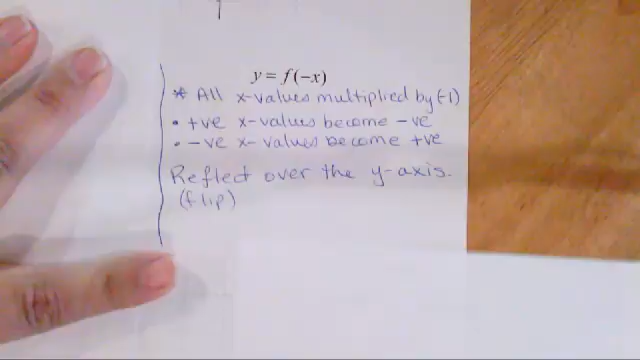 y = f(-x)
* All x-values multiplied by (-1)
• +ve x-values become -ve
• -ve x-values become +ve
Reflect over the y-axis.
(flip)